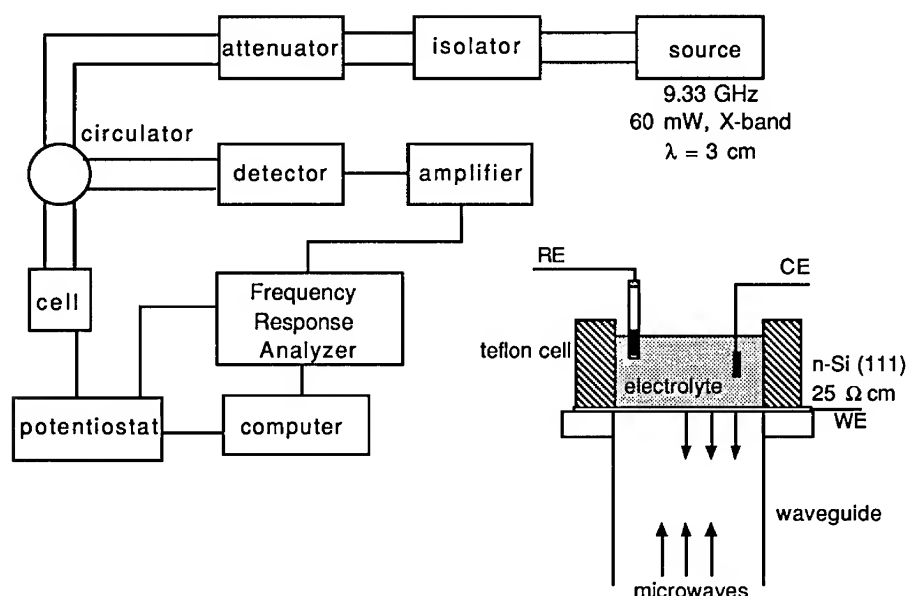 attenuator
isolator
source
9.33 GHz
60 mW, X-band
λ = 3 cm
circulator
detector
amplifier
cell
Frequency
Response
Analyzer
potentiostat
computer
RE
CE
teflon cell
electrolyte
n-Si (111)
25 Ω cm
WE
waveguide
microwaves